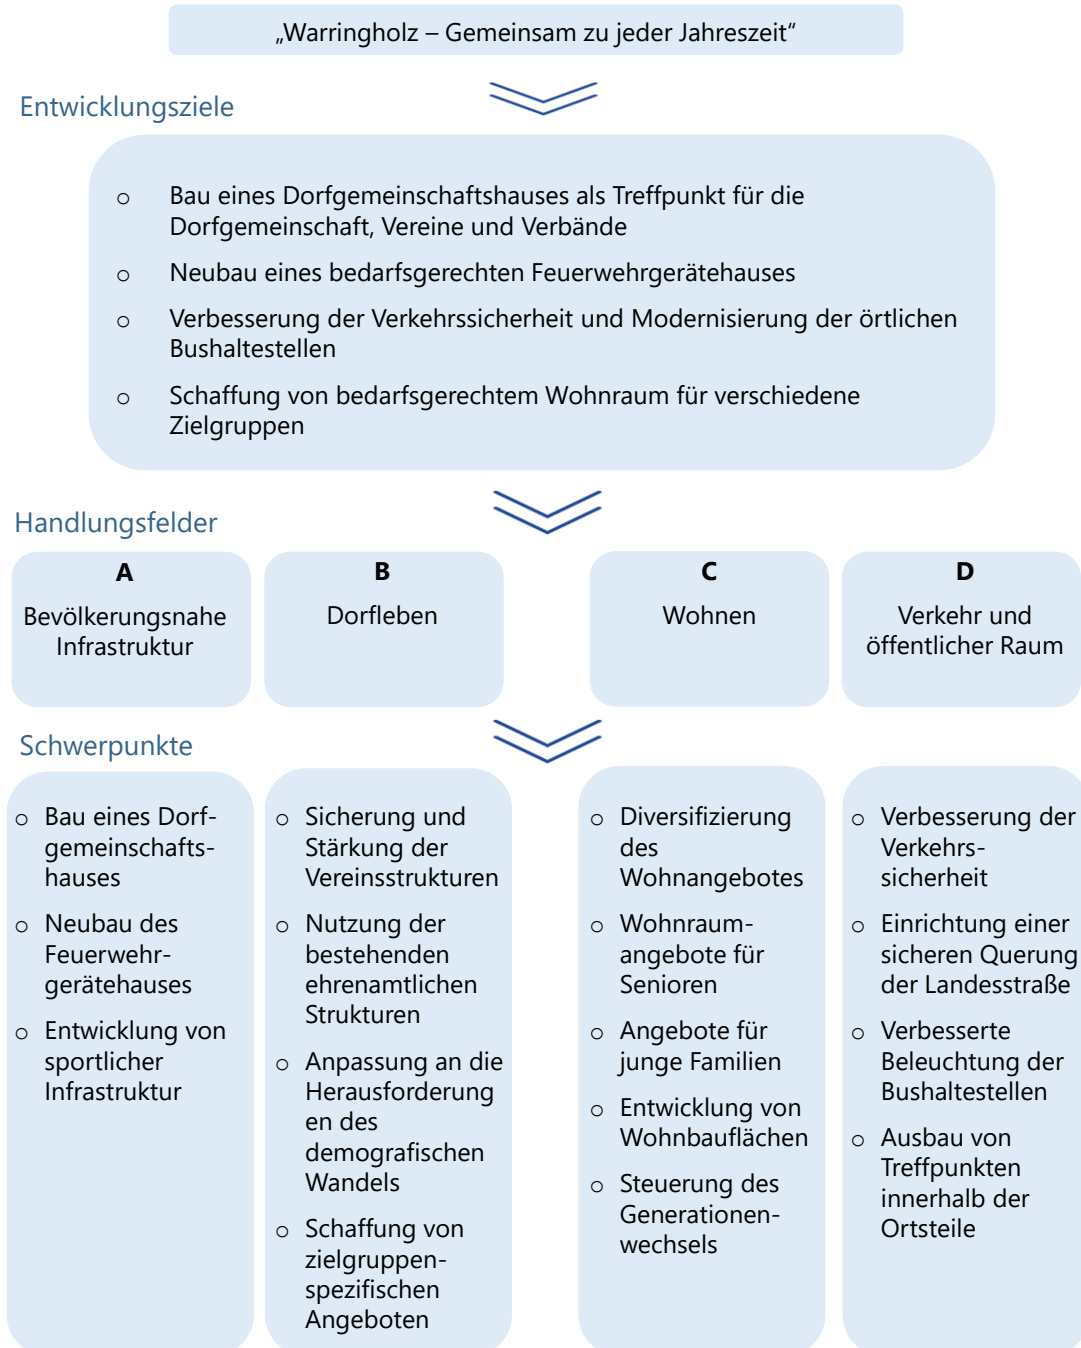 „Warringholz – Gemeinsam zu jeder Jahreszeit“
Entwicklungsziele
o Bau eines Dorfgemeinschaftshauses als Treffpunkt für die
Dorfgemeinschaft, Vereine und Verbände
o Neubau eines bedarfsgerechten Feuerwehrgerätehauses
o Verbesserung der Verkehrssicherheit und Modernisierung der örtlichen
Bushaltestellen
o Schaffung von bedarfsgerechtem Wohnraum für verschiedene
Zielgruppen
Handlungsfelder
A
Bevölkerungsnahe
Infrastruktur
B
Dorfleben
C
Wohnen
D
Verkehr und
öffentlicher Raum
Schwerpunkte
o Bau eines Dorf-
gemeinschafts-
hauses
o Neubau des
Feuerwehr-
gerätehauses
o Entwicklung von
sportlicher
Infrastruktur
o Sicherung und
Stärkung der
Vereinsstrukturen
o Nutzung der
bestehenden
ehrenamtlichen
Strukturen
o Anpassung an die
Herausforderung
en des
demografischen
Wandels
o Schaffung von
zielgruppen-
spezifischen
Angeboten
o Diversifizierung
des
Wohnangebotes
o Wohnraum-
angebote für
Senioren
o Angebote für
junge Familien
o Entwicklung von
Wohnbauflächen
o Steuerung des
Generationen-
wechsels
o Verbesserung der
Verkehrs-
sicherheit
o Einrichtung einer
sicheren Querung
der Landesstraße
o Verbesserte
Beleuchtung der
Bushaltestellen
o Ausbau von
Treffpunkten
innerhalb der
Ortsteile